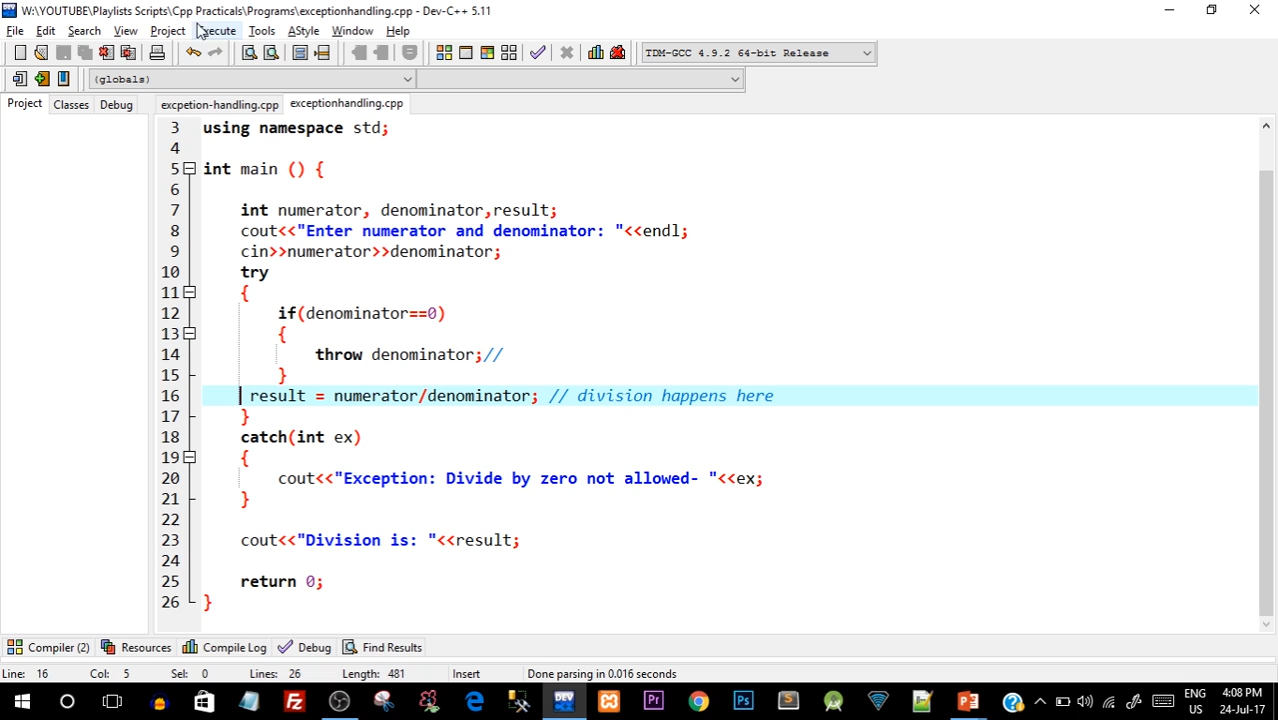 W:\YOUTUBE\Playlists Scripts\Cpp Practicals\Programs\exceptionhandling.cpp - Dev-C++ 5.11
File Edit Search View Project Execute Tools AStyle Window Help
TDM-GCC 4.9.2 64-bit Release
(globals)
Project Classes Debug excpetion-handling.cpp exceptionhandling.cpp
3 using namespace std;
4
5 int main () {
6
7 int numerator, denominator,result;
8 cout<<"Enter numerator and denominator: "<<endl;
9 cin>>numerator>>denominator;
10 try
11 {
12 if(denominator==0)
13 {
14 throw denominator;//
15 }
16 result = numerator/denominator; // division happens here
17 }
18 catch(int ex)
19 {
20 cout<<"Exception: Divide by zero not allowed- "<<ex;
21 }
22
23 cout<<"Division is: "<<result;
24
25 return 0;
26 }
Compiler (2) Resources Compile Log Debug Find Results
Line: 16 Col: 5 Sel: 0 Lines: 26 Length: 481 Insert Done parsing in 0.016 seconds
DEV Pr Ps S ENG 4:08 PM
US 24-Jul-17